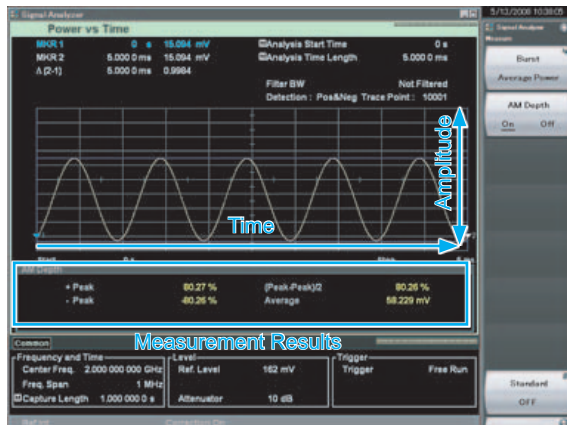 Signal Analyzer
5/13/2008 10:38:05
Power vs Time
MKR 1 0 s 15.094 mV Analysis Start Time 0 s
MKR 2 5.000 0 ms 15.094 mV Analysis Time Length 5.000 0 ms
Δ (2-1) 5.000 0 ms 0.9984
Filter BW Not Filtered
Detection : Pos&Neg Trace Point : 10001
Amplitude
Time
Start 0 s Stop
AM Depth
+ Peak 80.27 % (Peak-Peak)/2 80.26 %
- Peak -80.26 % Average 58.229 mV
Measurement Results
Common
Frequency and Time
Center Freq. 2.000 000 000 GHz
Freq. Span 1 MHz
Capture Length 1.000 000 0 s
Level
Ref. Level 162 mV
Attenuator 10 dB
Trigger
Trigger Free Run
Signal Analyzer
Measure
Burst
Average Power
AM Depth
On Off
Standard
OFF